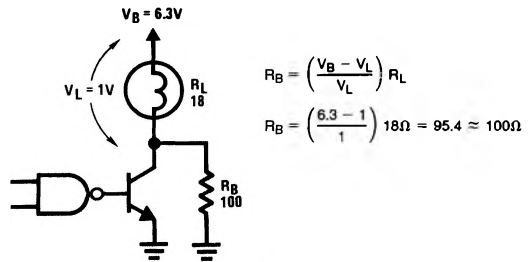 V_B = 6.3V
V_L = 1V
R_L
18
R_B
100
R_B = ( (V_B − V_L) / V_L ) R_L
R_B = ( (6.3 − 1) / 1 ) 18Ω = 95.4 ≈ 100Ω